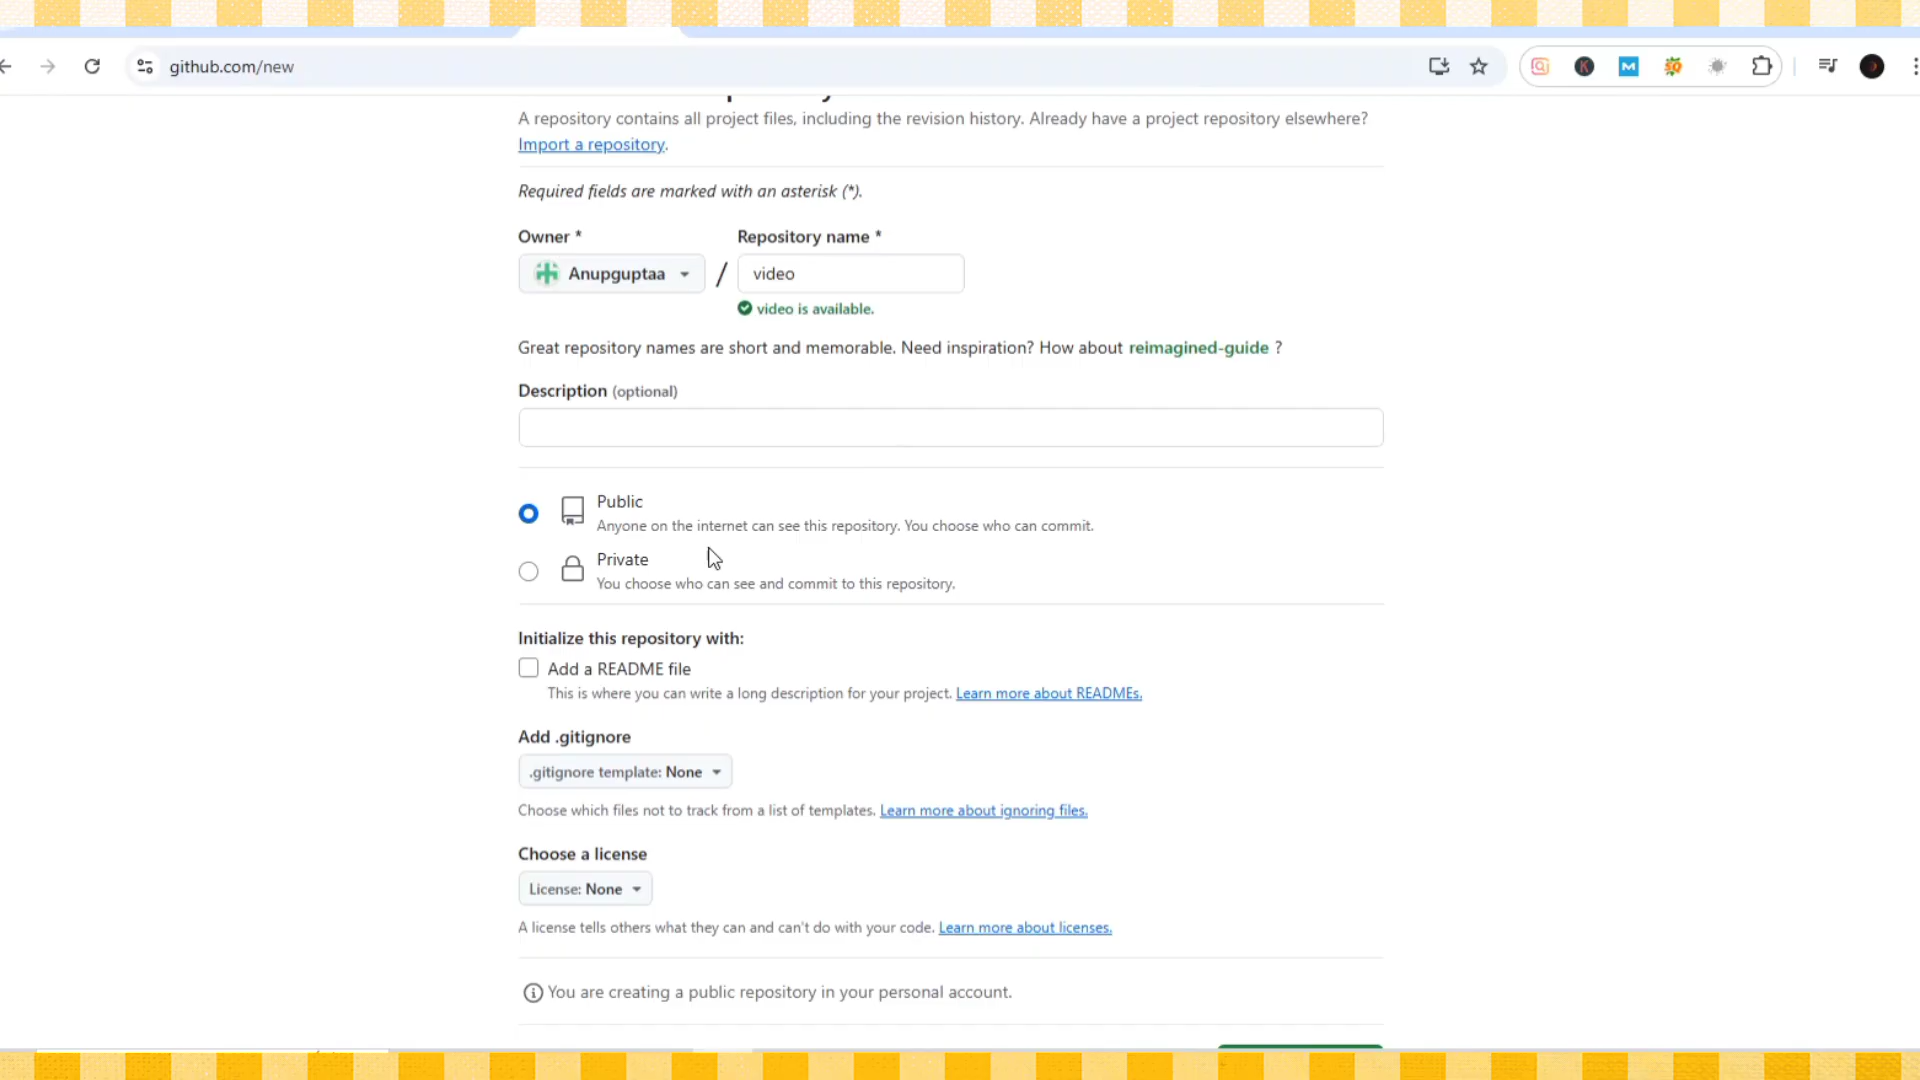 github.com/new
A repository contains all project files, including the revision history. Already have a project repository elsewhere?
Import a repository.
Required fields are marked with an asterisk (*).
Owner * Repository name *
Anupguptaa / video
video is available.
Great repository names are short and memorable. Need inspiration? How about reimagined-guide ?
Description (optional)
Public
Anyone on the internet can see this repository. You choose who can commit.
Private
You choose who can see and commit to this repository.
Initialize this repository with:
Add a README file
This is where you can write a long description for your project. Learn more about READMEs.
Add .gitignore
.gitignore template: None
Choose which files not to track from a list of templates. Learn more about ignoring files.
Choose a license
License: None
A license tells others what they can and can't do with your code. Learn more about licenses.
You are creating a public repository in your personal account.